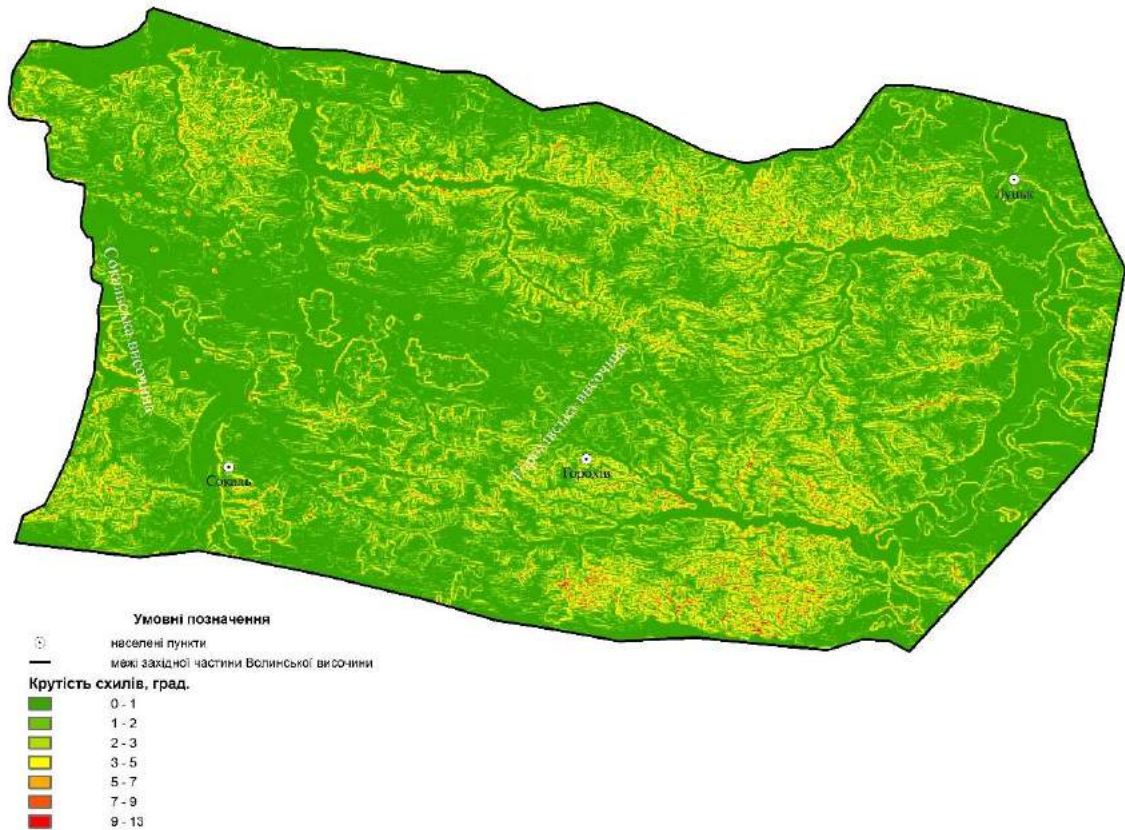 Луцьк
Сокальська височина
височина
Горохів
Сокаль
Умовні позначення
населені пункти
межі західної частини Волинської височини
Крутість схилів, град.
0 - 1
1 - 2
2 - 3
3 - 5
5 - 7
7 - 9
9 - 13